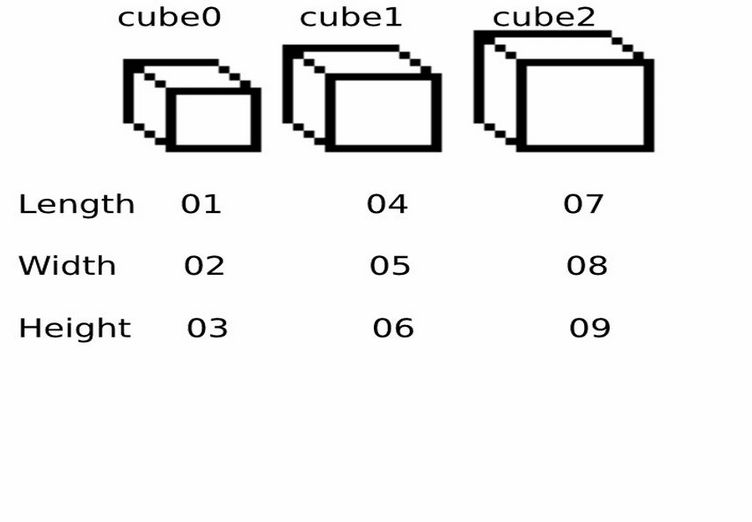 cube0 cube1 cube2
Length 01 04 07
Width 02 05 08
Height 03 06 09